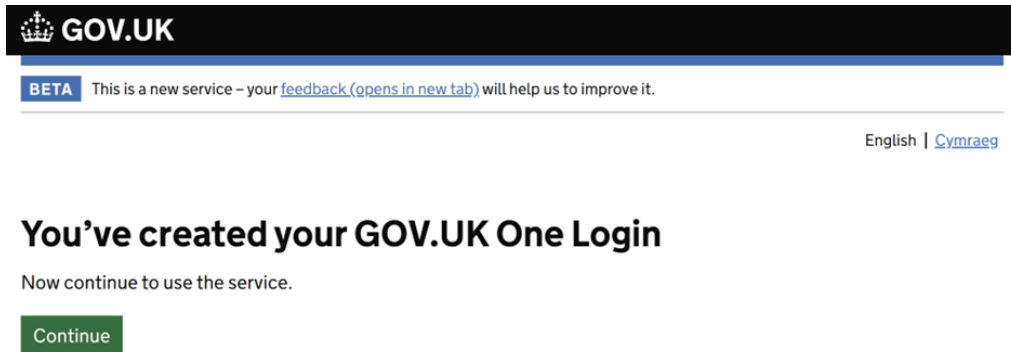 GOV.UK
BETA This is a new service – your feedback (opens in new tab) will help us to improve it.
English | Cymraeg
You’ve created your GOV.UK One Login
Now continue to use the service.
Continue